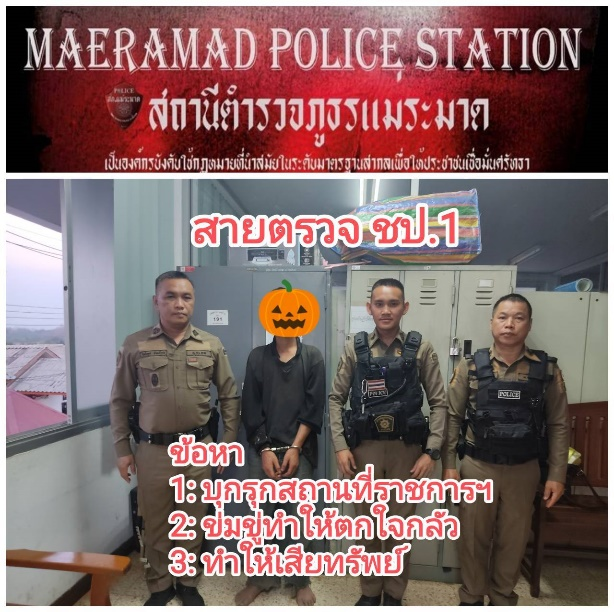 MAERAMAD POLICE STATION
POLICE
สถานีตำรวจภูธรแม่ระมาด
เป็นองค์กรบังคับใช้กฎหมายที่นำสมัยในระดับมาตรฐานสากลเพื่อให้ประชาชนเชื่อมั่นศรัทธา
สายตรวจ ชป.1
191
POLICE
POLICE
ข้อหา
1: บุกรุกสถานที่ราชการฯ
2: ข่มขู่ทำให้ตกใจกลัว
3: ทำให้เสียทรัพย์